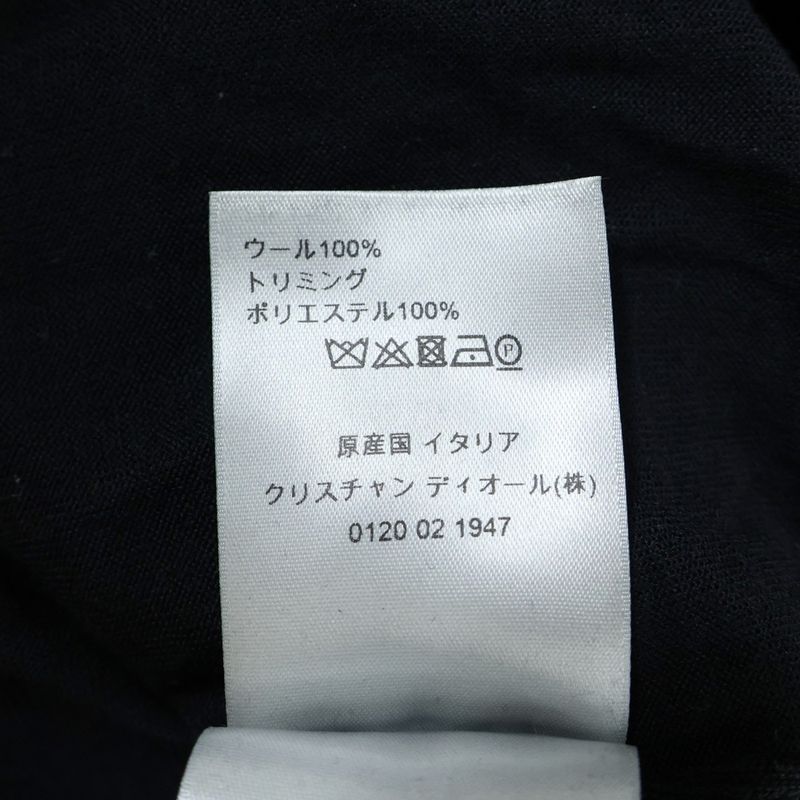 ウール100%
トリミング
ポリエステル100%
P
原産国 イタリア
クリスチャン ディオール(株)
0120 02 1947